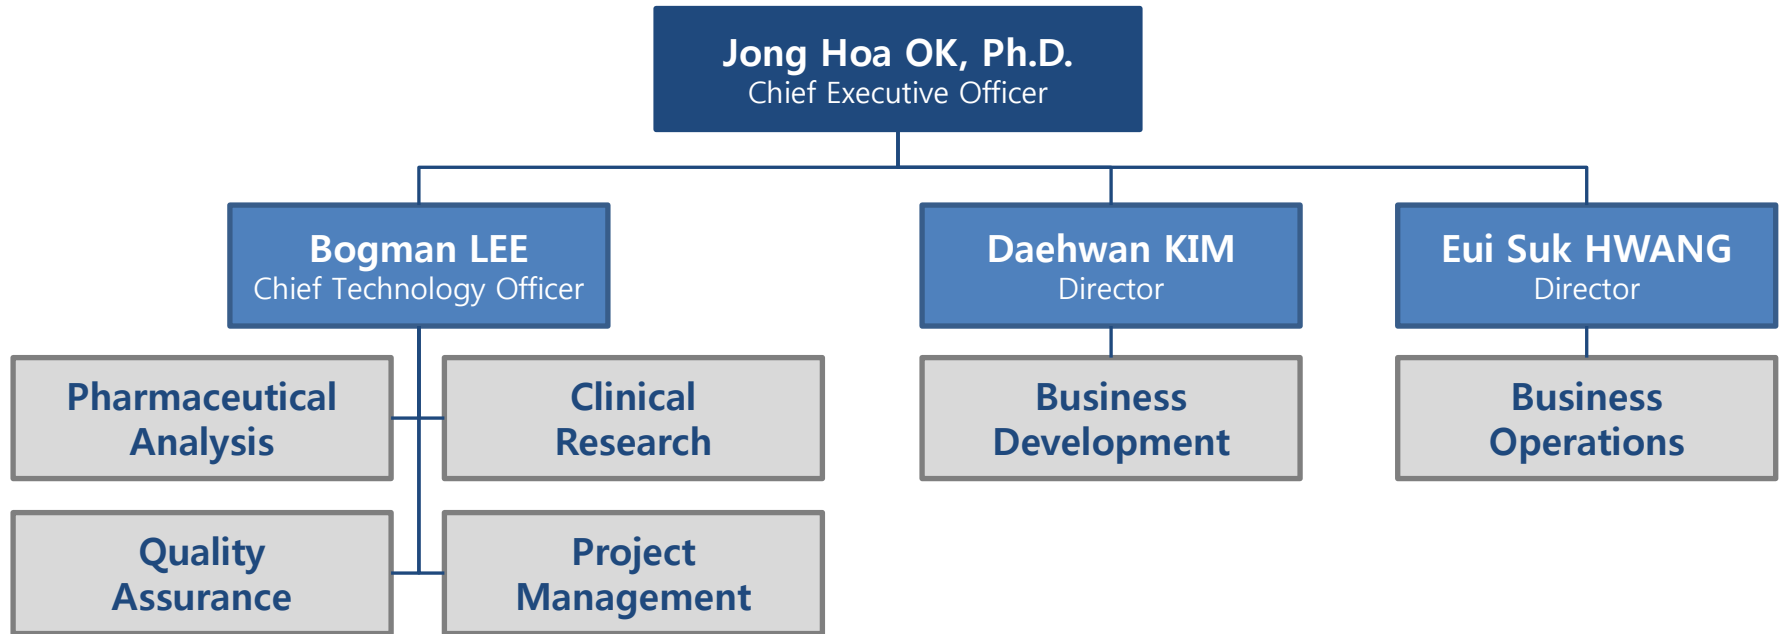 Jong Hoa OK, Ph.D.
Chief Executive Officer
Bogman LEE
Chief Technology Officer
Daehwan KIM
Director
Eui Suk HWANG
Director
Pharmaceutical
Analysis
Clinical
Research
Business
Development
Business
Operations
Quality
Assurance
Project
Management